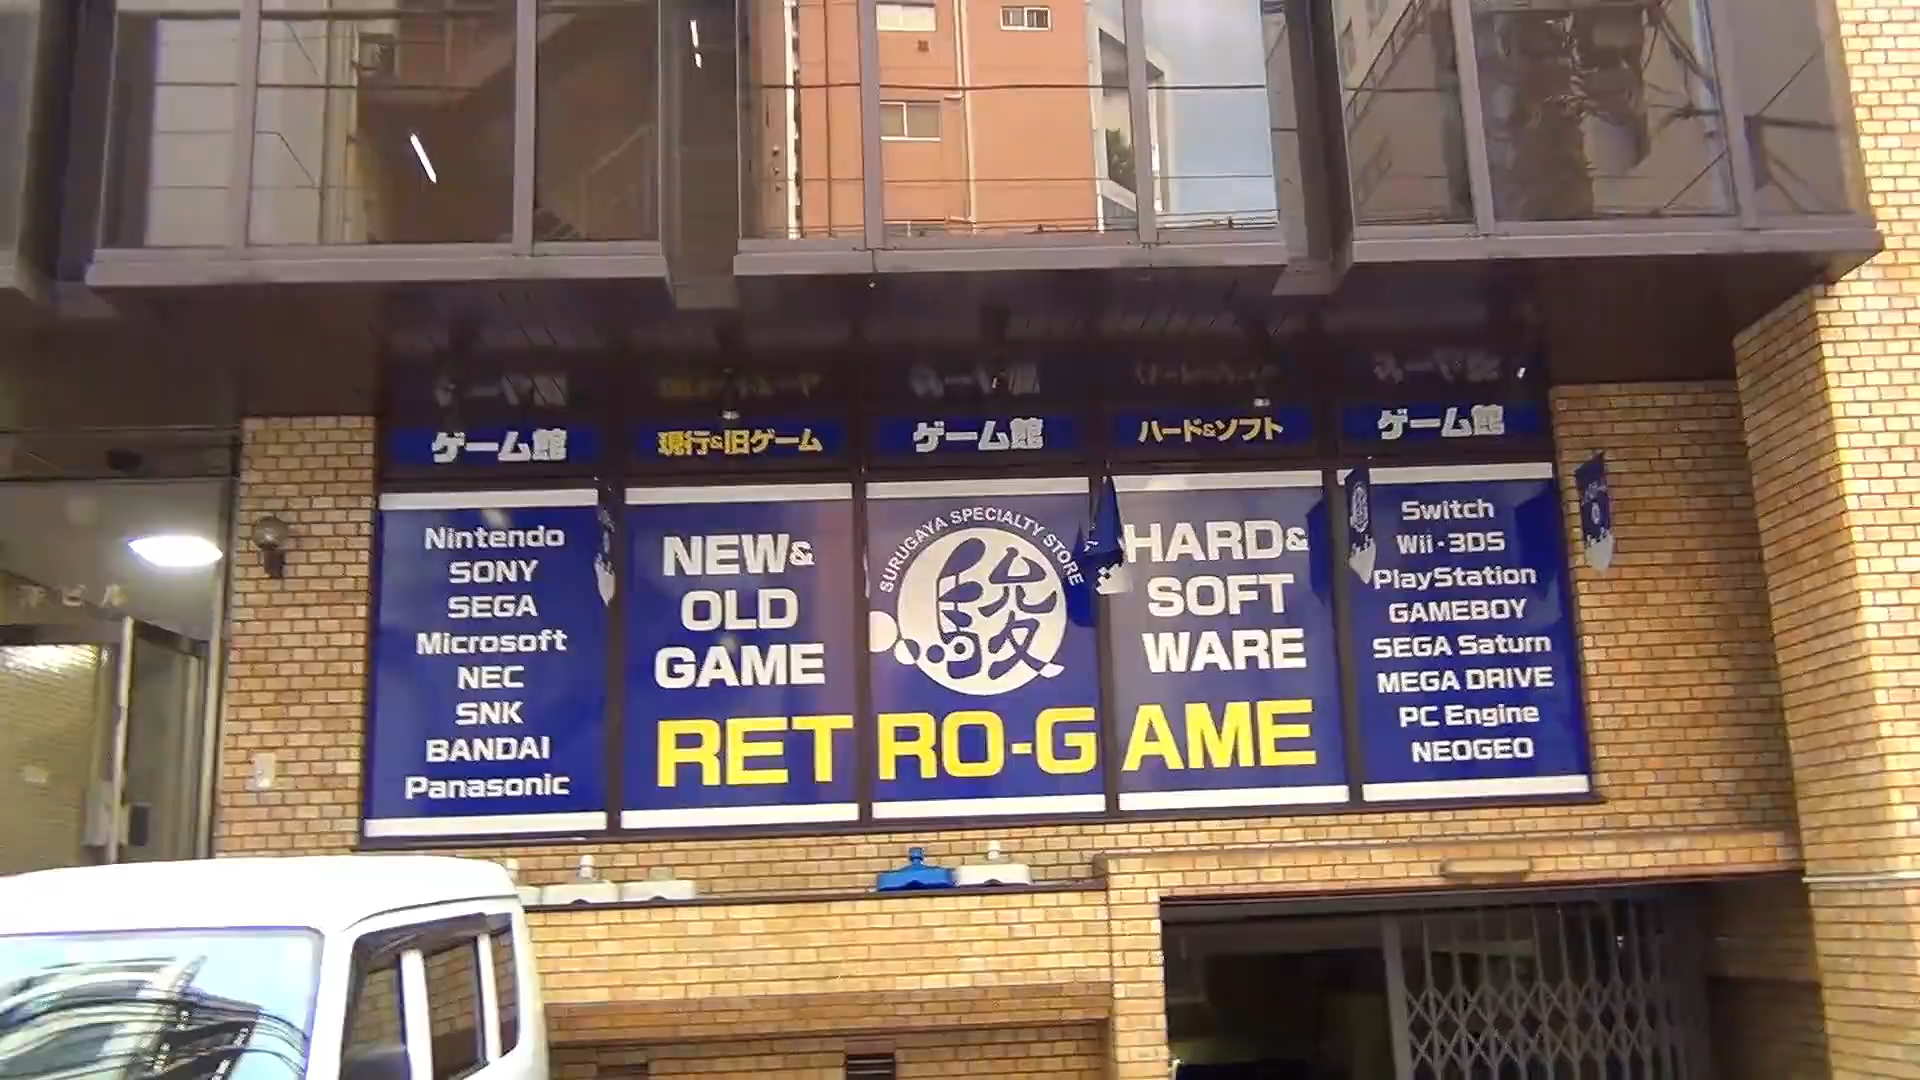 ゲーム館
現行&旧ゲーム
ゲーム館
ハード&ソフト
ゲーム館
Nintendo
SONY
SEGA
Microsoft
NEC
SNK
BANDAI
Panasonic
NEW&
OLD
GAME
SURUGAYA SPECIALTY STORE
駿
HARD&
SOFT
WARE
RETRO-GAME
Switch
Wii・3DS
PlayStation
GAMEBOY
SEGA Saturn
MEGA DRIVE
PC Engine
NEOGEO